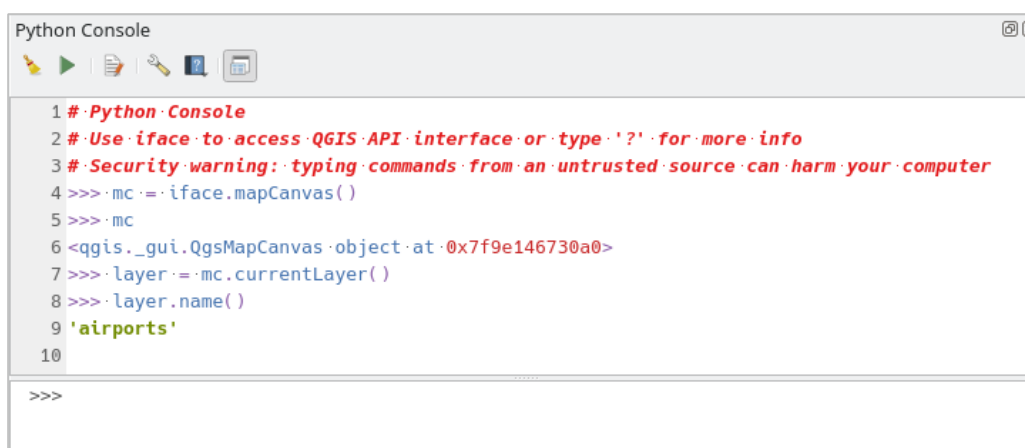 Python Console
1 # Python Console
2 # Use iface to access QGIS API interface or type '?' for more info
3 # Security warning: typing commands from an untrusted source can harm your computer
4 >>> mc = iface.mapCanvas()
5 >>> mc
6 <qgis._gui.QgsMapCanvas object at 0x7f9e146730a0>
7 >>> layer = mc.currentLayer()
8 >>> layer.name()
9 'airports'
10
>>>